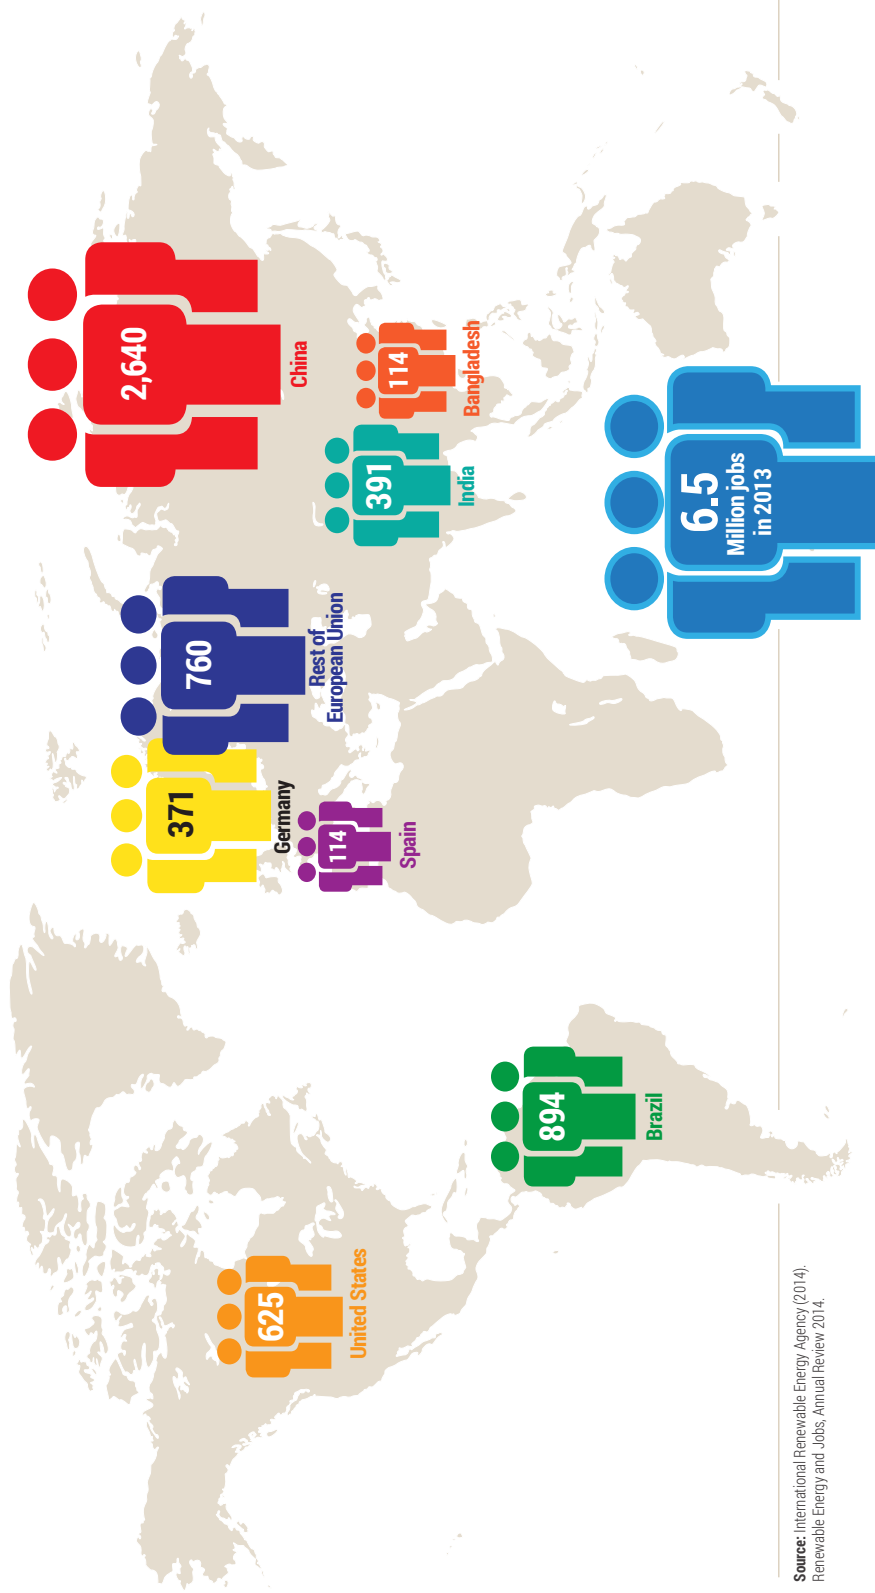 2,640
China
760
Rest of
European Union
371
Germany
114
Spain
391
India
114
Bangladesh
625
United States
894
Brazil
6.5
Million jobs
in 2013
Source: International Renewable Energy Agency (2014).
Renewable Energy and Jobs, Annual Review 2014.